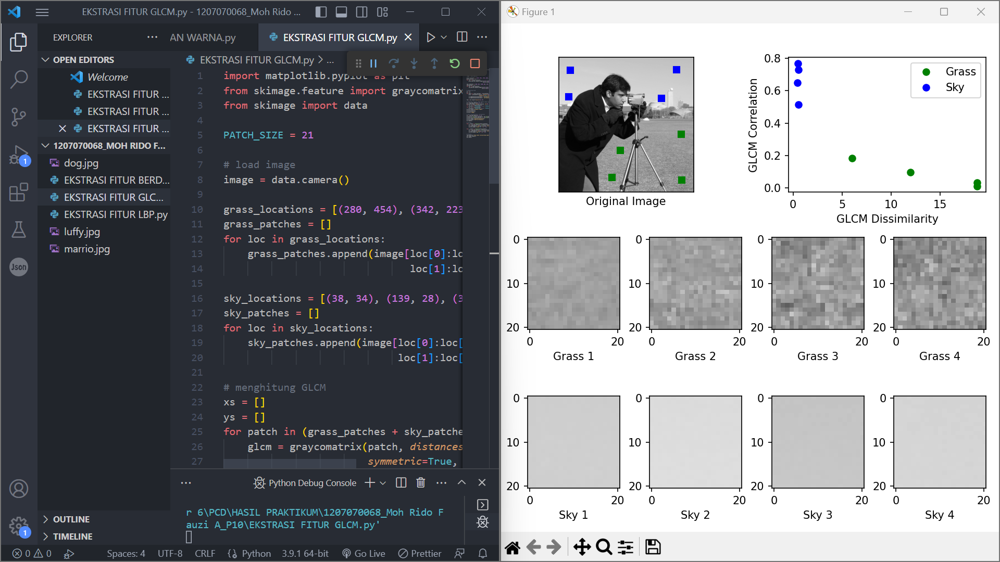 EKSTRASI FITUR GLCM.py - 1207070068_Moh Rido ...
EXPLORER
AN WARNA.py
EKSTRASI FITUR GLCM.py
OPEN EDITORS
Welcome
EKSTRASI FITUR ...
EKSTRASI FITUR ...
EKSTRASI FITUR ...
1207070068_MOH RIDO F...
dog.jpg
EKSTRASI FITUR BERD...
EKSTRASI FITUR GLC...
EKSTRASI FITUR LBP.py
luffy.jpg
marrio.jpg
1
Json
1
OUTLINE
TIMELINE
EKSTRASI FITUR GLCM.py > ...
1 import matplotlib.pyplot as plt
2 from skimage.feature import graycomatrix
3 from skimage import data
4
5 PATCH_SIZE = 21
6
7 # load image
8 image = data.camera()
9
10 grass_locations = [(280, 454), (342, 223
11 grass_patches = []
12 for loc in grass_locations:
13 grass_patches.append(image[loc[0]:lo
14 loc[1]:lo
15
16 sky_locations = [(38, 34), (139, 28), (3
17 sky_patches = []
18 for loc in sky_locations:
19 sky_patches.append(image[loc[0]:loc[
20 loc[1]:loc[
21
22 # menghitung GLCM
23 xs = []
24 ys = []
25 for patch in (grass_patches + sky_patche
26 glcm = graycomatrix(patch, distances
27 symmetric=True,
Python Debug Console
r 6\PCD\HASIL PRAKTIKUM\1207070068_Moh Rido F
auzi A_P10\EKSTRASI FITUR GLCM.py'
0 0 Spaces: 4 UTF-8 CRLF Python 3.9.1 64-bit Go Live Prettier
Figure 1
Original Image
0.8
0.6
0.4
0.2
0.0
GLCM Correlation
Grass
Sky
0 5 10 15
GLCM Dissimilarity
0 0 0 0
10 10 10 10
20 20 20 20
0 20 0 20 0 20 0 20
Grass 1 Grass 2 Grass 3 Grass 4
0 0 0 0
10 10 10 10
20 20 20 20
0 20 0 20 0 20 0 20
Sky 1 Sky 2 Sky 3 Sky 4